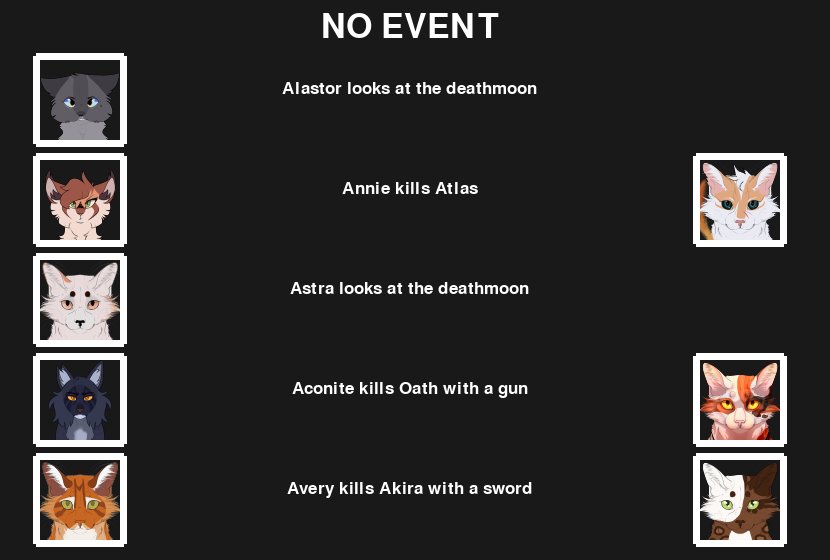 NO EVENT
Alastor looks at the deathmoon
Annie kills Atlas
Astra looks at the deathmoon
Aconite kills Oath with a gun
Avery kills Akira with a sword